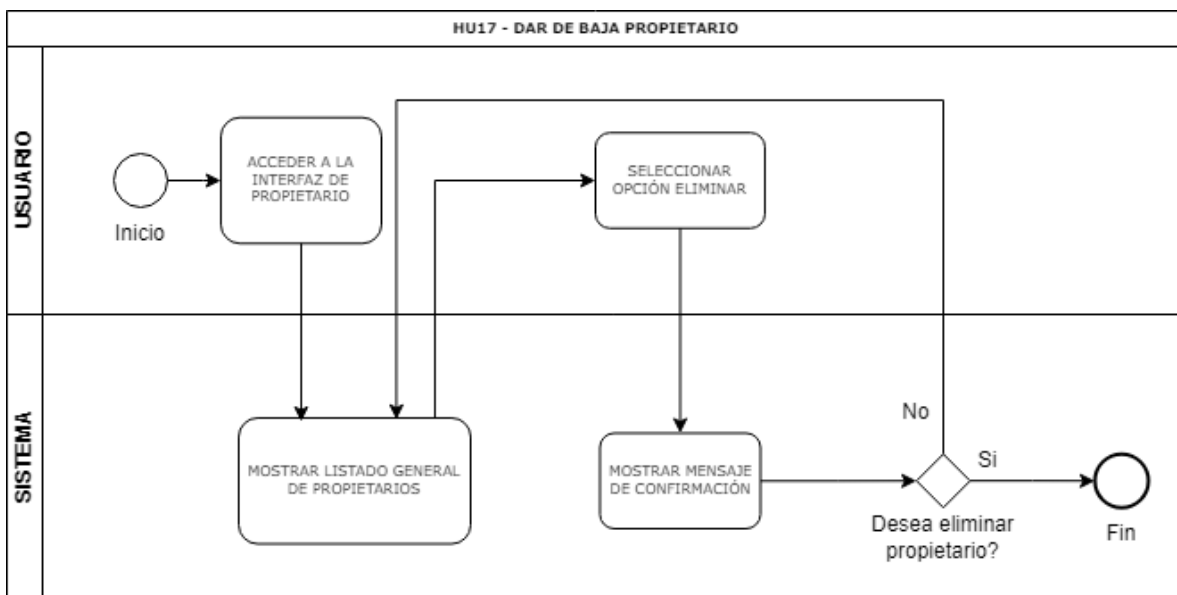 HU17 - DAR DE BAJA PROPIETARIO
USUARIO
Inicio
ACCEDER A LA
INTERFAZ DE
PROPIETARIO
SELECCIONAR
OPCIÓN ELIMINAR
SISTEMA
MOSTRAR LISTADO GENERAL
DE PROPIETARIOS
MOSTRAR MENSAJE
DE CONFIRMACIÓN
No
Si
Desea eliminar
propietario?
Fin